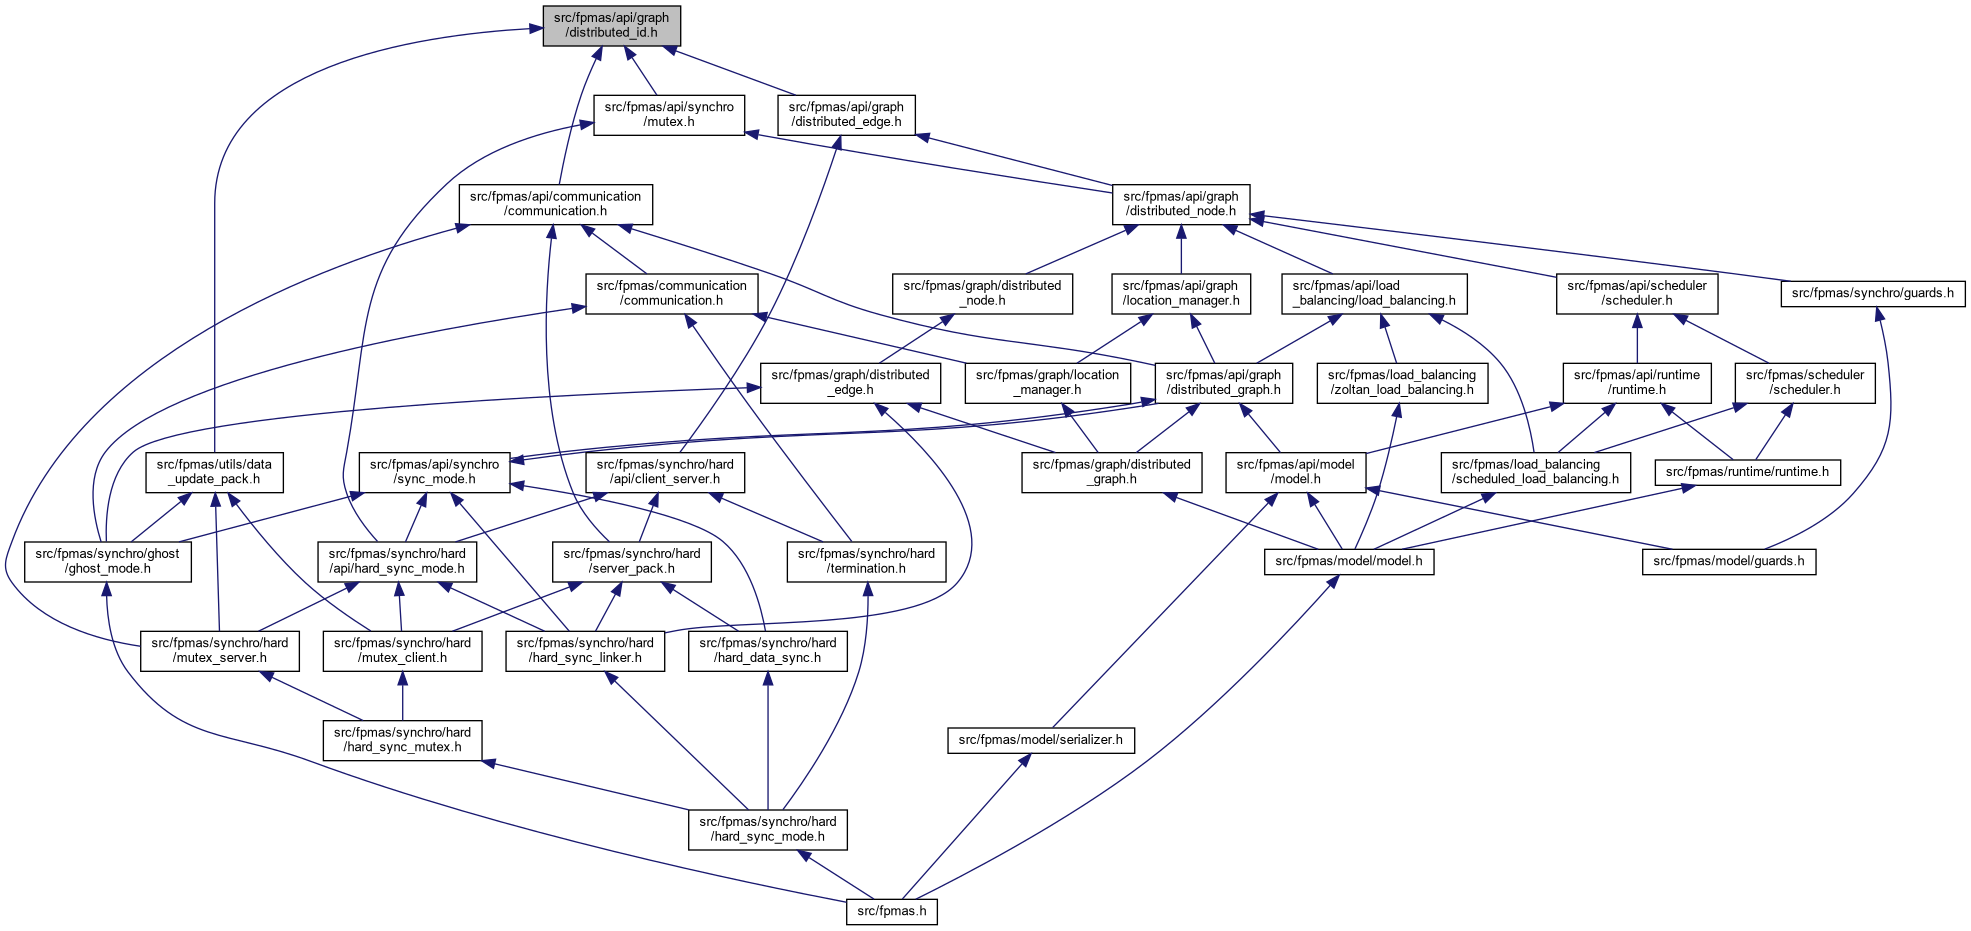 src/fpmas/api/graph
/distributed_id.h
src/fpmas/api/synchro
/mutex.h
src/fpmas/api/graph
/distributed_edge.h
src/fpmas/api/communication
/communication.h
src/fpmas/api/graph
/distributed_node.h
src/fpmas/communication
/communication.h
src/fpmas/graph/distributed
_node.h
src/fpmas/api/graph
/location_manager.h
src/fpmas/api/load
_balancing/load_balancing.h
src/fpmas/api/scheduler
/scheduler.h
src/fpmas/synchro/guards.h
src/fpmas/graph/distributed
_edge.h
src/fpmas/graph/location
_manager.h
src/fpmas/api/graph
/distributed_graph.h
src/fpmas/load_balancing
/zoltan_load_balancing.h
src/fpmas/api/runtime
/runtime.h
src/fpmas/scheduler
/scheduler.h
src/fpmas/utils/data
_update_pack.h
src/fpmas/api/synchro
/sync_mode.h
src/fpmas/synchro/hard
/api/client_server.h
src/fpmas/graph/distributed
_graph.h
src/fpmas/api/model
/model.h
src/fpmas/load_balancing
/scheduled_load_balancing.h
src/fpmas/runtime/runtime.h
src/fpmas/synchro/ghost
/ghost_mode.h
src/fpmas/synchro/hard
/api/hard_sync_mode.h
src/fpmas/synchro/hard
/server_pack.h
src/fpmas/synchro/hard
/termination.h
src/fpmas/model/model.h
src/fpmas/model/guards.h
src/fpmas/synchro/hard
/mutex_server.h
src/fpmas/synchro/hard
/mutex_client.h
src/fpmas/synchro/hard
/hard_sync_linker.h
src/fpmas/synchro/hard
/hard_data_sync.h
src/fpmas/synchro/hard
/hard_sync_mutex.h
src/fpmas/model/serializer.h
src/fpmas/synchro/hard
/hard_sync_mode.h
src/fpmas.h